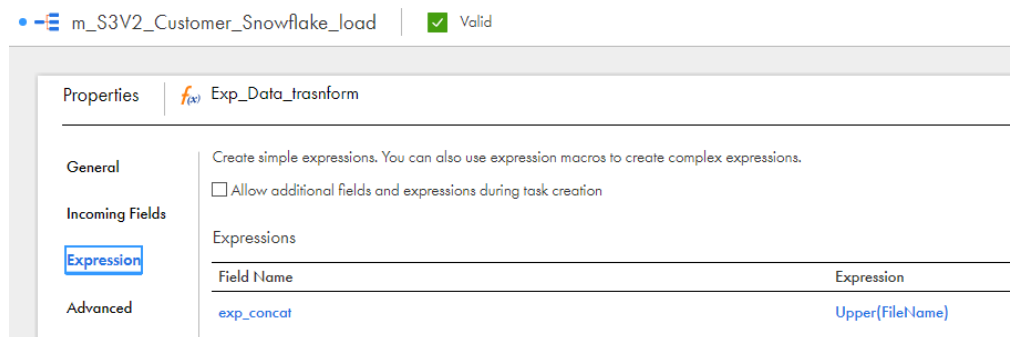 m_S3V2_Customer_Snowflake_load Valid
Properties f(x) Exp_Data_trasnform
General
Create simple expressions. You can also use expression macros to create complex expressions.
Allow additional fields and expressions during task creation
Incoming Fields
Expressions
Expression
Field Name Expression
Advanced
exp_concat Upper(FileName)